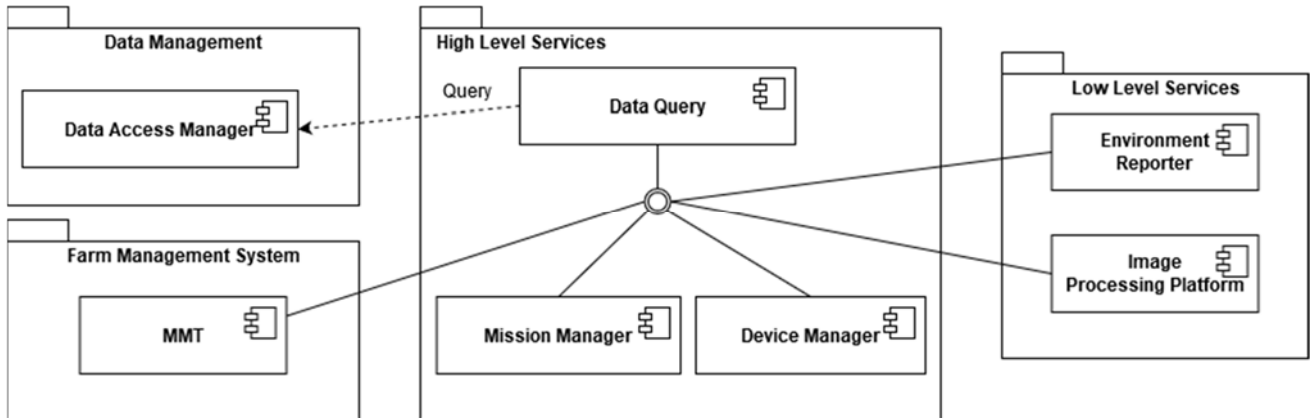 Data Management
Data Access Manager
High Level Services
Query
Data Query
Low Level Services
Environment
Reporter
Image
Processing Platform
Farm Management System
MMT
Mission Manager
Device Manager